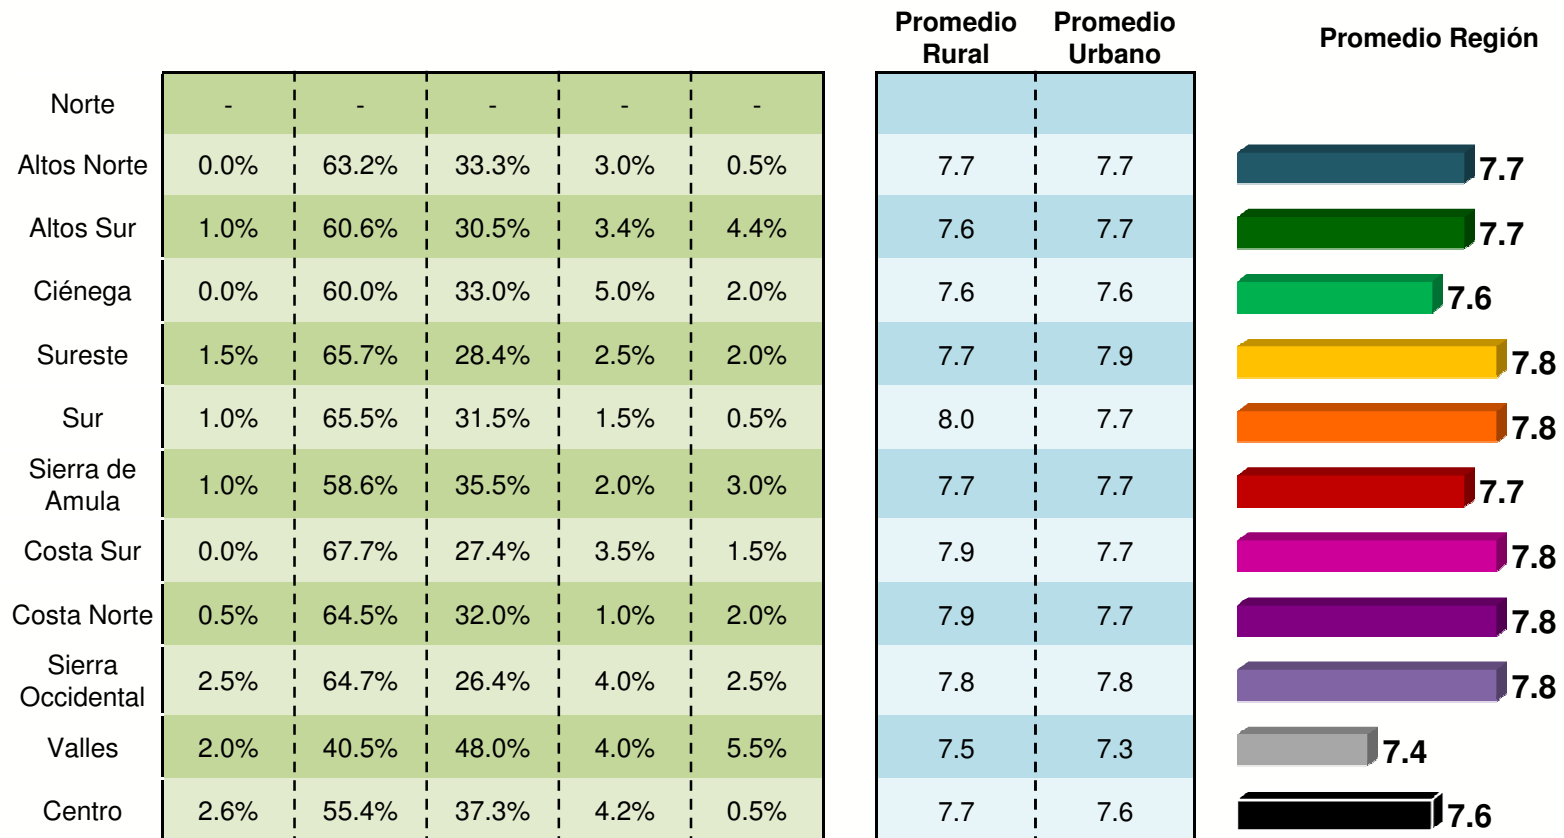 Promedio Rural Promedio Urbano Promedio Región
Norte - - - - -
Altos Norte 0.0% 63.2% 33.3% 3.0% 0.5% 7.7 7.7 7.7
Altos Sur 1.0% 60.6% 30.5% 3.4% 4.4% 7.6 7.7 7.7
Ciénega 0.0% 60.0% 33.0% 5.0% 2.0% 7.6 7.6 7.6
Sureste 1.5% 65.7% 28.4% 2.5% 2.0% 7.7 7.9 7.8
Sur 1.0% 65.5% 31.5% 1.5% 0.5% 8.0 7.7 7.8
Sierra de Amula 1.0% 58.6% 35.5% 2.0% 3.0% 7.7 7.7 7.7
Costa Sur 0.0% 67.7% 27.4% 3.5% 1.5% 7.9 7.7 7.8
Costa Norte 0.5% 64.5% 32.0% 1.0% 2.0% 7.9 7.7 7.8
Sierra Occidental 2.5% 64.7% 26.4% 4.0% 2.5% 7.8 7.8 7.8
Valles 2.0% 40.5% 48.0% 4.0% 5.5% 7.5 7.3 7.4
Centro 2.6% 55.4% 37.3% 4.2% 0.5% 7.7 7.6 7.6